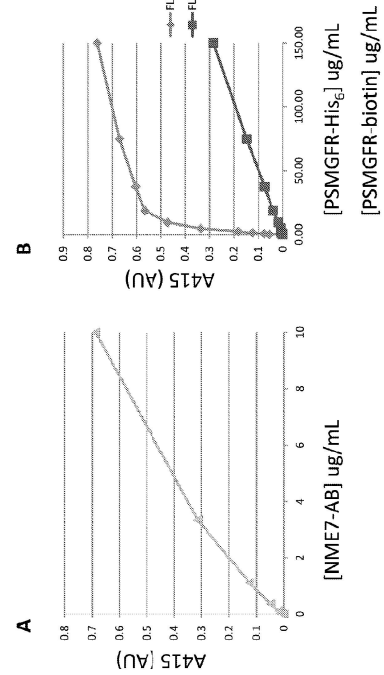 A
A415 (AU)
0.8
0.7
0.6
0.5
0.4
0.3
0.2
0.1
0
0 2 4 6 8 10
[NME7-AB] ug/mL
B
A415 (AU)
0.9
0.8
0.7
0.6
0.5
0.4
0.3
0.2
0.1
0
0.00 50.00 100.00 150.00
FL
FL
[PSMGFR-His6] ug/mL
[PSMGFR-biotin] ug/mL